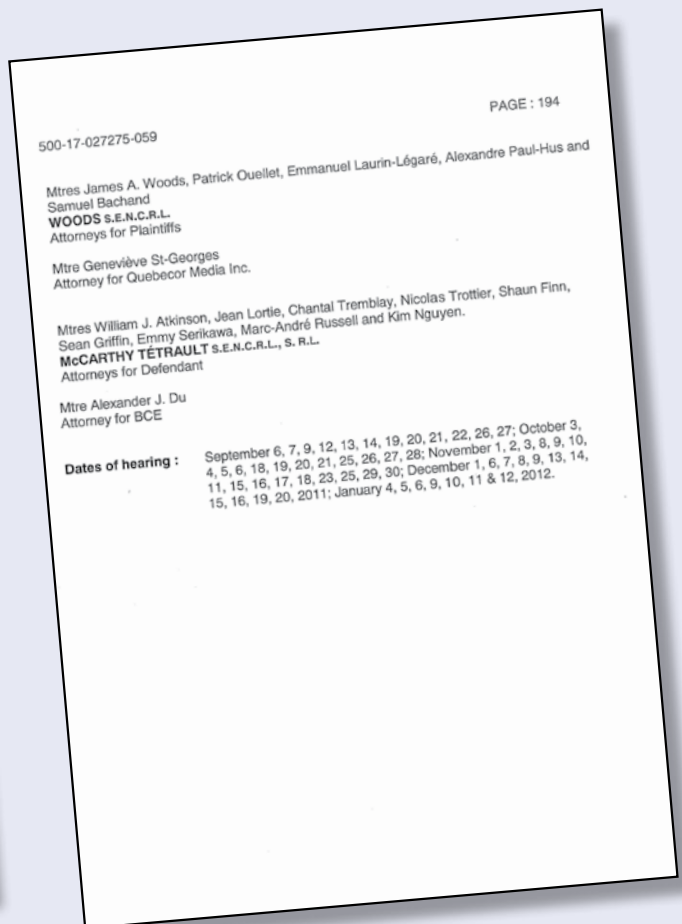 PAGE : 194
500-17-027275-059
Mtres James A. Woods, Patrick Ouellet, Emmanuel Laurin-Légaré, Alexandre Paul-Hus and
Samuel Bachand
WOODS S.E.N.C.R.L.
Attorneys for Plaintiffs
Mtre Geneviève St-Georges
Attorney for Quebecor Media Inc.
Mtres William J. Atkinson, Jean Lortie, Chantal Tremblay, Nicolas Trottier, Shaun Finn,
Sean Griffin, Emmy Serikawa, Marc-André Russell and Kim Nguyen.
McCARTHY TÉTRAULT S.E.N.C.R.L., S. R.L.
Attorneys for Defendant
Mtre Alexander J. Du
Attorney for BCE
Dates of hearing : September 6, 7, 9, 12, 13, 14, 19, 20, 21, 22, 26, 27; October 3,
4, 5, 6, 18, 19, 20, 21, 25, 26, 27, 28; November 1, 2, 3, 8, 9, 10,
11, 15, 16, 17, 18, 23, 25, 29, 30; December 1, 6, 7, 8, 9, 13, 14,
15, 16, 19, 20, 2011; January 4, 5, 6, 9, 10, 11 & 12, 2012.